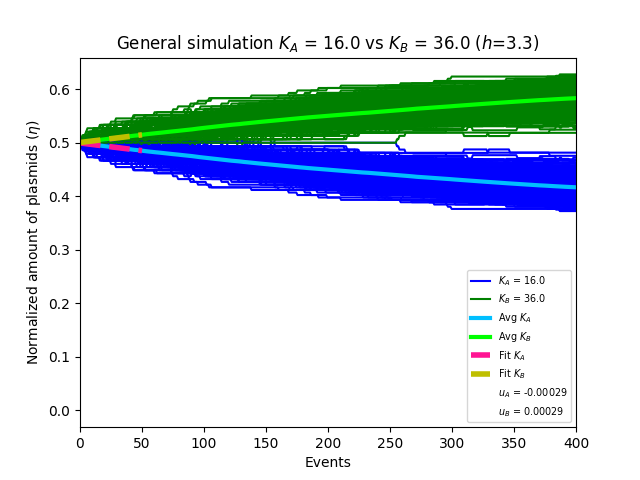 General simulation K_A = 16.0 vs K_B = 36.0 (h=3.3)
Normalized amount of plasmids (η)
0.6
0.5
0.4
0.3
0.2
0.1
0.0
K_A = 16.0
K_B = 36.0
Avg K_A
Avg K_B
Fit K_A
Fit K_B
u_A = -0.00029
u_B = 0.00029
0 50 100 150 200 250 300 350 400
Events